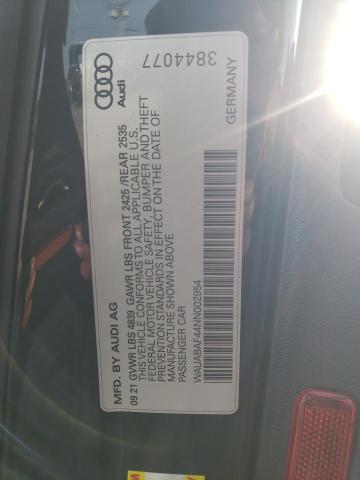 Audi
3844077
MFD. BY AUDI AG
09 21 GVWR LBS 4839 GAWR LBS FRONT 2425/REAR 2535
THIS VEHICLE CONFORMS TO ALL APPLICABLE U.S.
FEDERAL MOTOR VEHICLE SAFETY, BUMPER AND THEFT
PREVENTION STANDARDS IN EFFECT ON THE DATE OF
MANUFACTURE SHOWN ABOVE
PASSENGER CAR
WAUABAF44NN002954
GERMANY